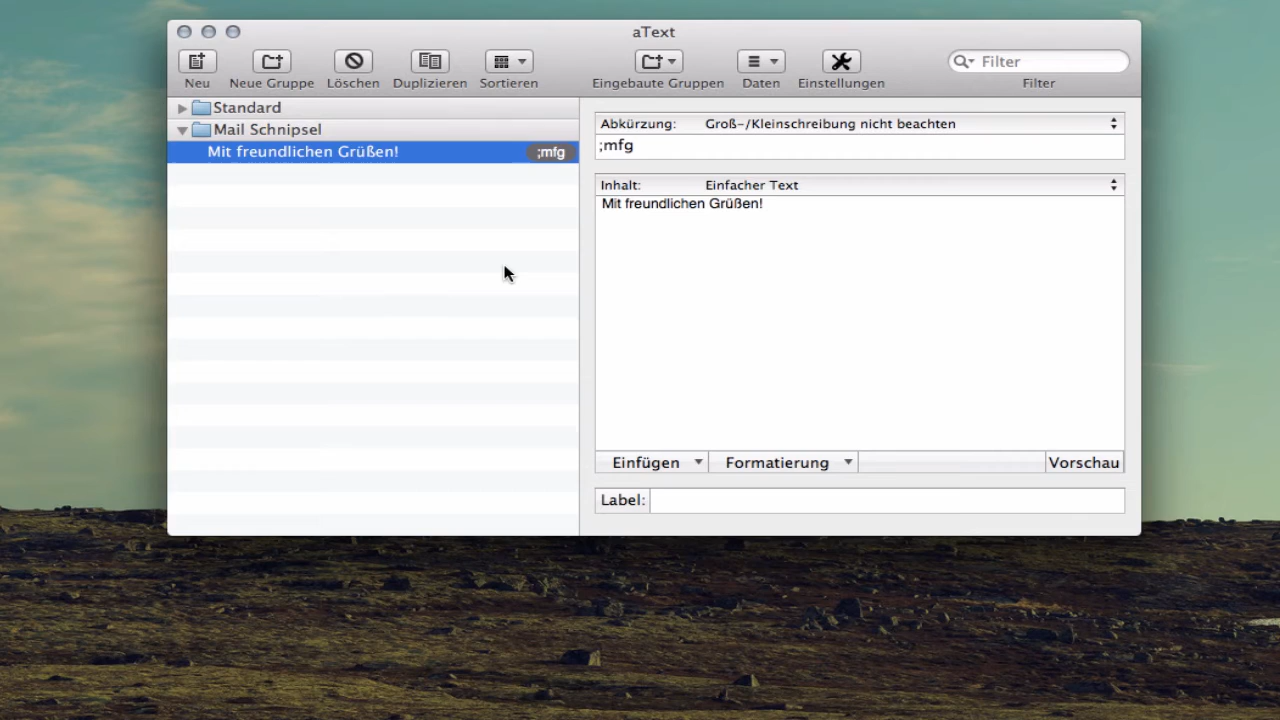 aText
Neu Neue Gruppe Löschen Duplizieren Sortieren Eingebaute Gruppen Daten Einstellungen Filter
Filter
Standard
Mail Schnipsel
Mit freundlichen Grüßen! ;mfg
Abkürzung: Groß-/Kleinschreibung nicht beachten
;mfg
Inhalt: Einfacher Text
Mit freundlichen Grüßen!
Einfügen Formatierung Vorschau
Label: